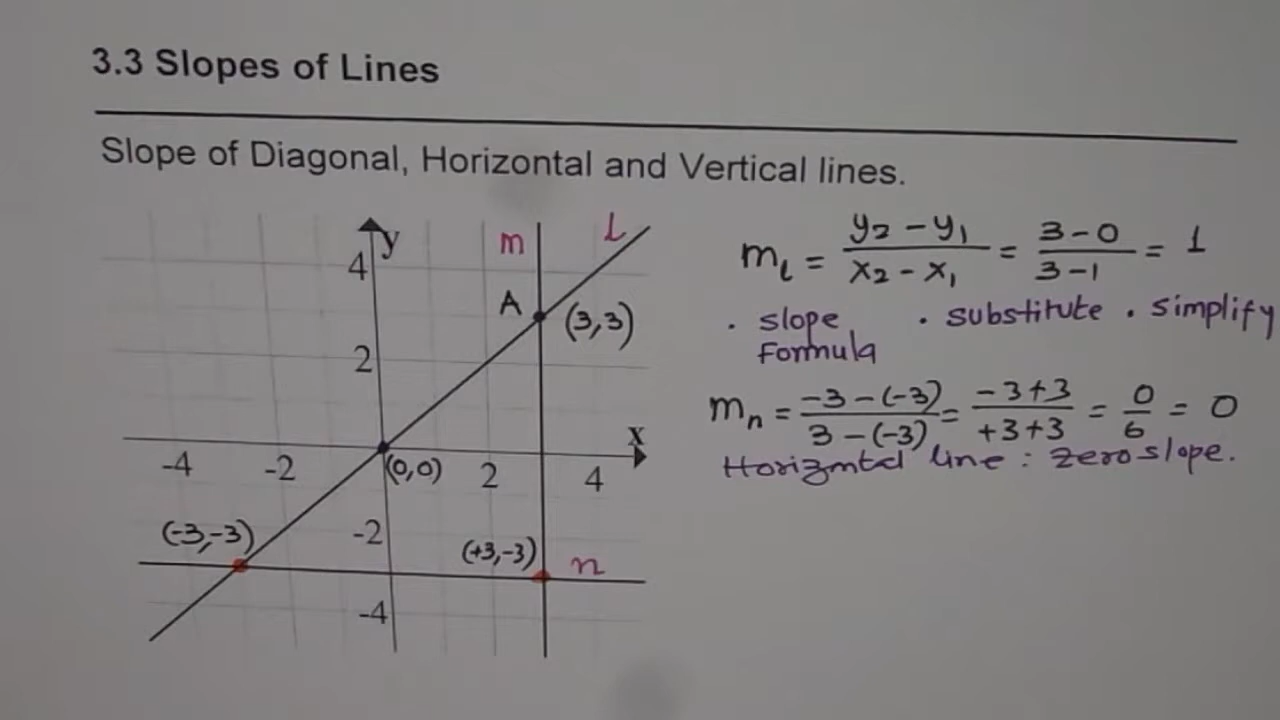 3.3 Slopes of Lines
Slope of Diagonal, Horizontal and Vertical lines.
m l
y
4
A (3,3)
2
x
-4 -2 (0,0) 2 4
(-3,-3) -2 (+3,-3) n
-4
m_l = (y₂ - y₁)/(x₂ - x₁) = (3 - 0)/(3 - 1) = 1
. slope . substitute . simplify
formula
m_n = (-3 - (-3))/(3 - (-3)) = (-3+3)/(+3+3) = 0/6 = 0
Horizontal line : zero slope.